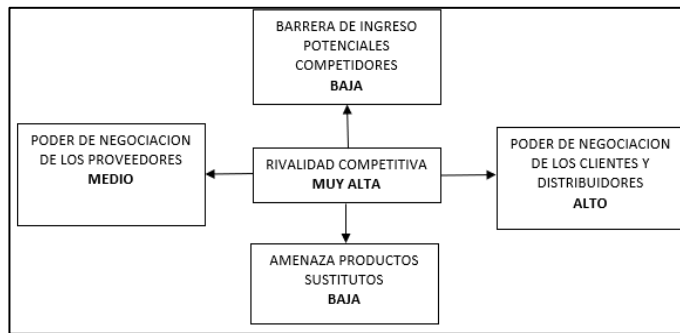 BARRERA DE INGRESO
POTENCIALES
COMPETIDORES
BAJA
PODER DE NEGOCIACION
DE LOS PROVEEDORES
MEDIO
RIVALIDAD COMPETITIVA
MUY ALTA
PODER DE NEGOCIACION
DE LOS CLIENTES Y
DISTRIBUIDORES
ALTO
AMENAZA PRODUCTOS
SUSTITUTOS
BAJA